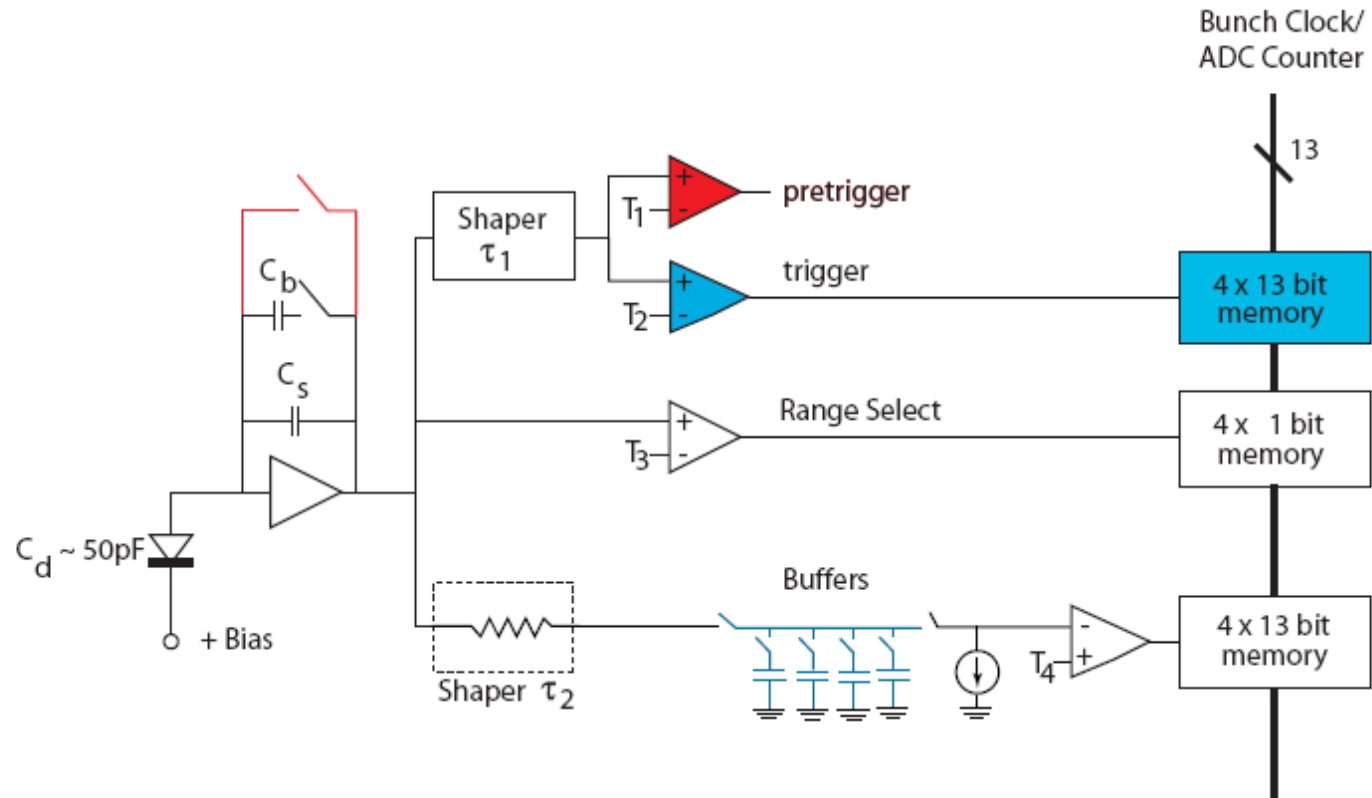 Bunch Clock/
ADC Counter
13
pretrigger
+
-
T1
Shaper
τ1
trigger
+
-
T2
4 x 13 bit
memory
Cb
Cs
Range Select
+
-
T3
4 x 1 bit
memory
Cd ~ 50pF
+ Bias
Shaper τ2
Buffers
-
+
T4
4 x 13 bit
memory